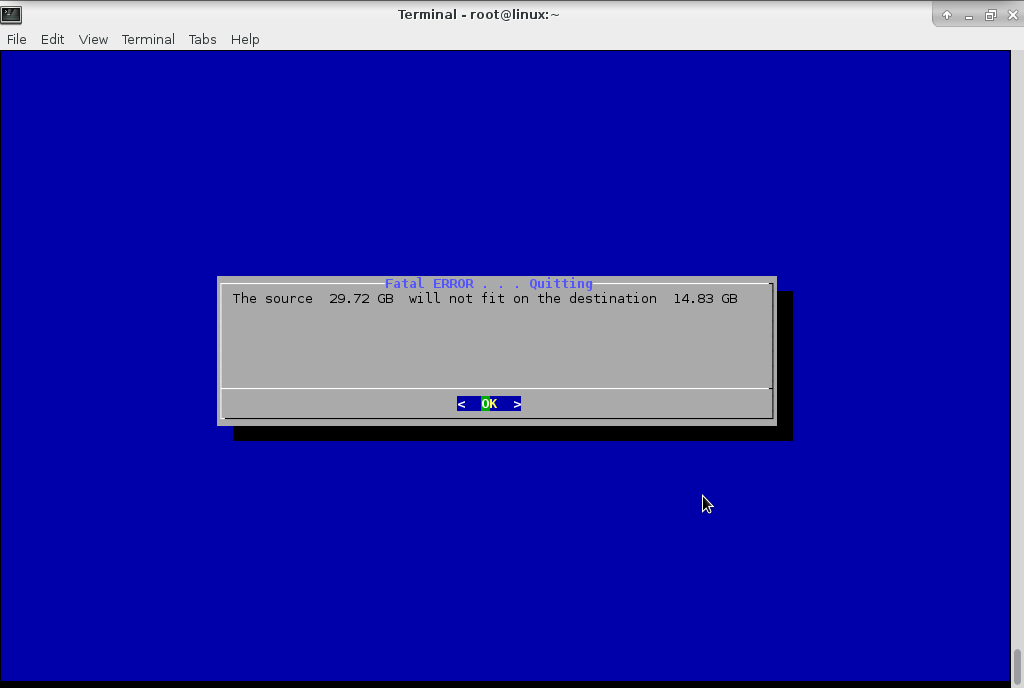 Terminal - root@linux:~
File Edit View Terminal Tabs Help
Fatal ERROR . . . Quitting
The source  29.72 GB  will not fit on the destination  14.83 GB
<  OK  >